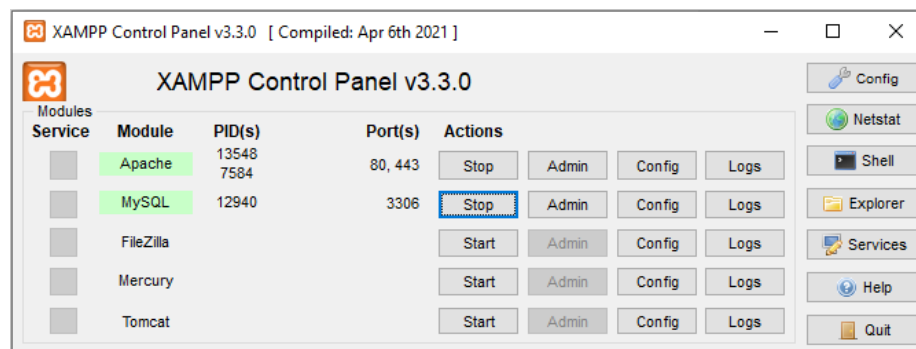 XAMPP Control Panel v3.3.0 [ Compiled: Apr 6th 2021 ]
XAMPP Control Panel v3.3.0
Config
Modules
Service Module PID(s) Port(s) Actions
Netstat
Apache 13548 7584 80, 443 Stop Admin Config Logs
Shell
MySQL 12940 3306 Stop Admin Config Logs
Explorer
FileZilla Start Admin Config Logs
Services
Mercury Start Admin Config Logs
Help
Tomcat Start Admin Config Logs
Quit